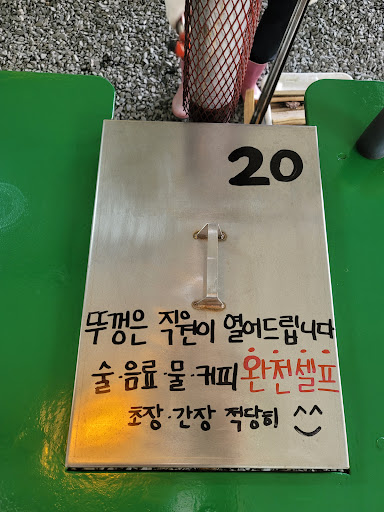 20
뚜껑은 직원이 열어드립니다
술·음료·물·커피 완전셀프
초장·간장 적당히 ^^